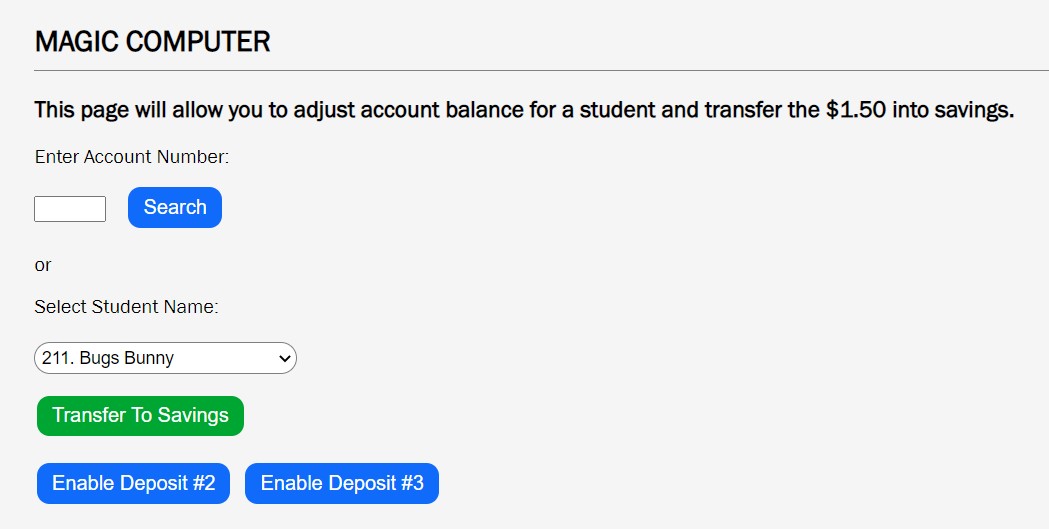 MAGIC COMPUTER
This page will allow you to adjust account balance for a student and transfer the $1.50 into savings.
Enter Account Number:
Search
or
Select Student Name:
211. Bugs Bunny
Transfer To Savings
Enable Deposit #2 Enable Deposit #3